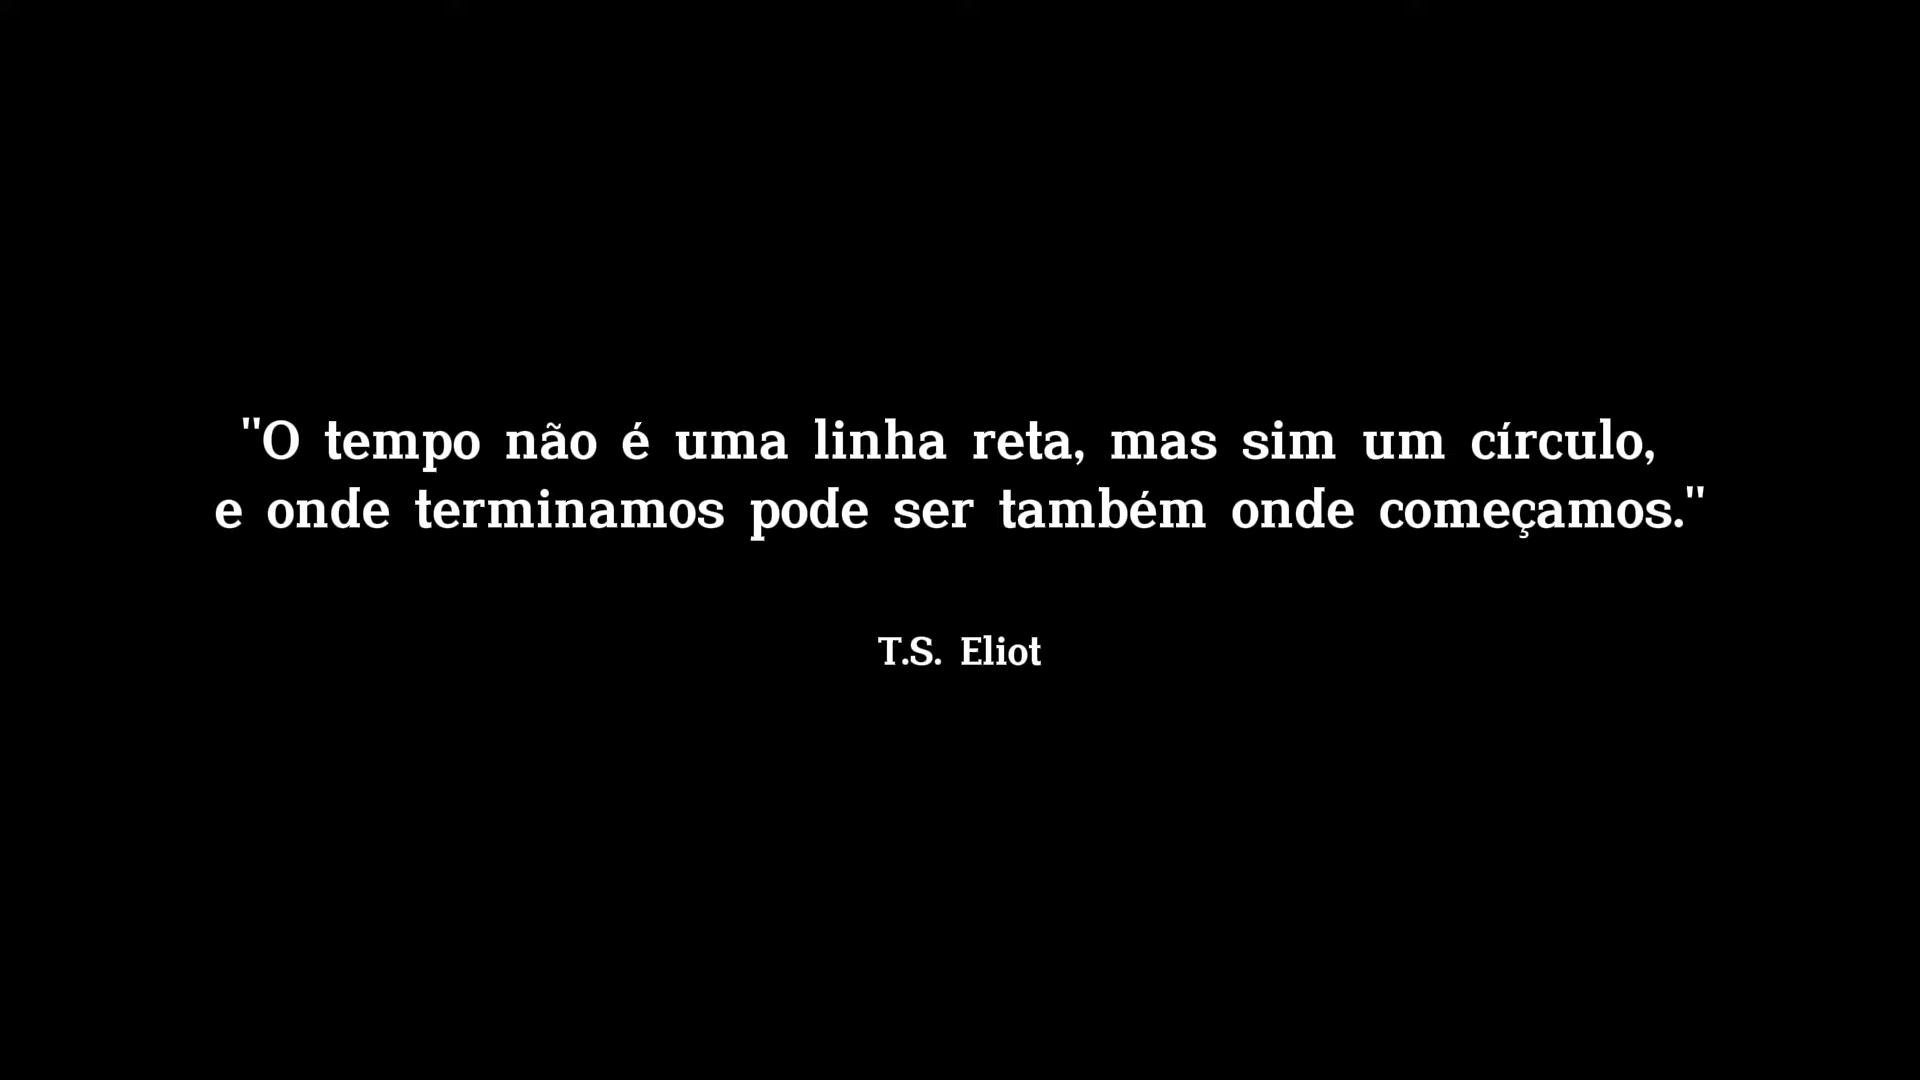 "O tempo não é uma linha reta, mas sim um círculo,
e onde terminamos pode ser também onde começamos."
T.S. Eliot